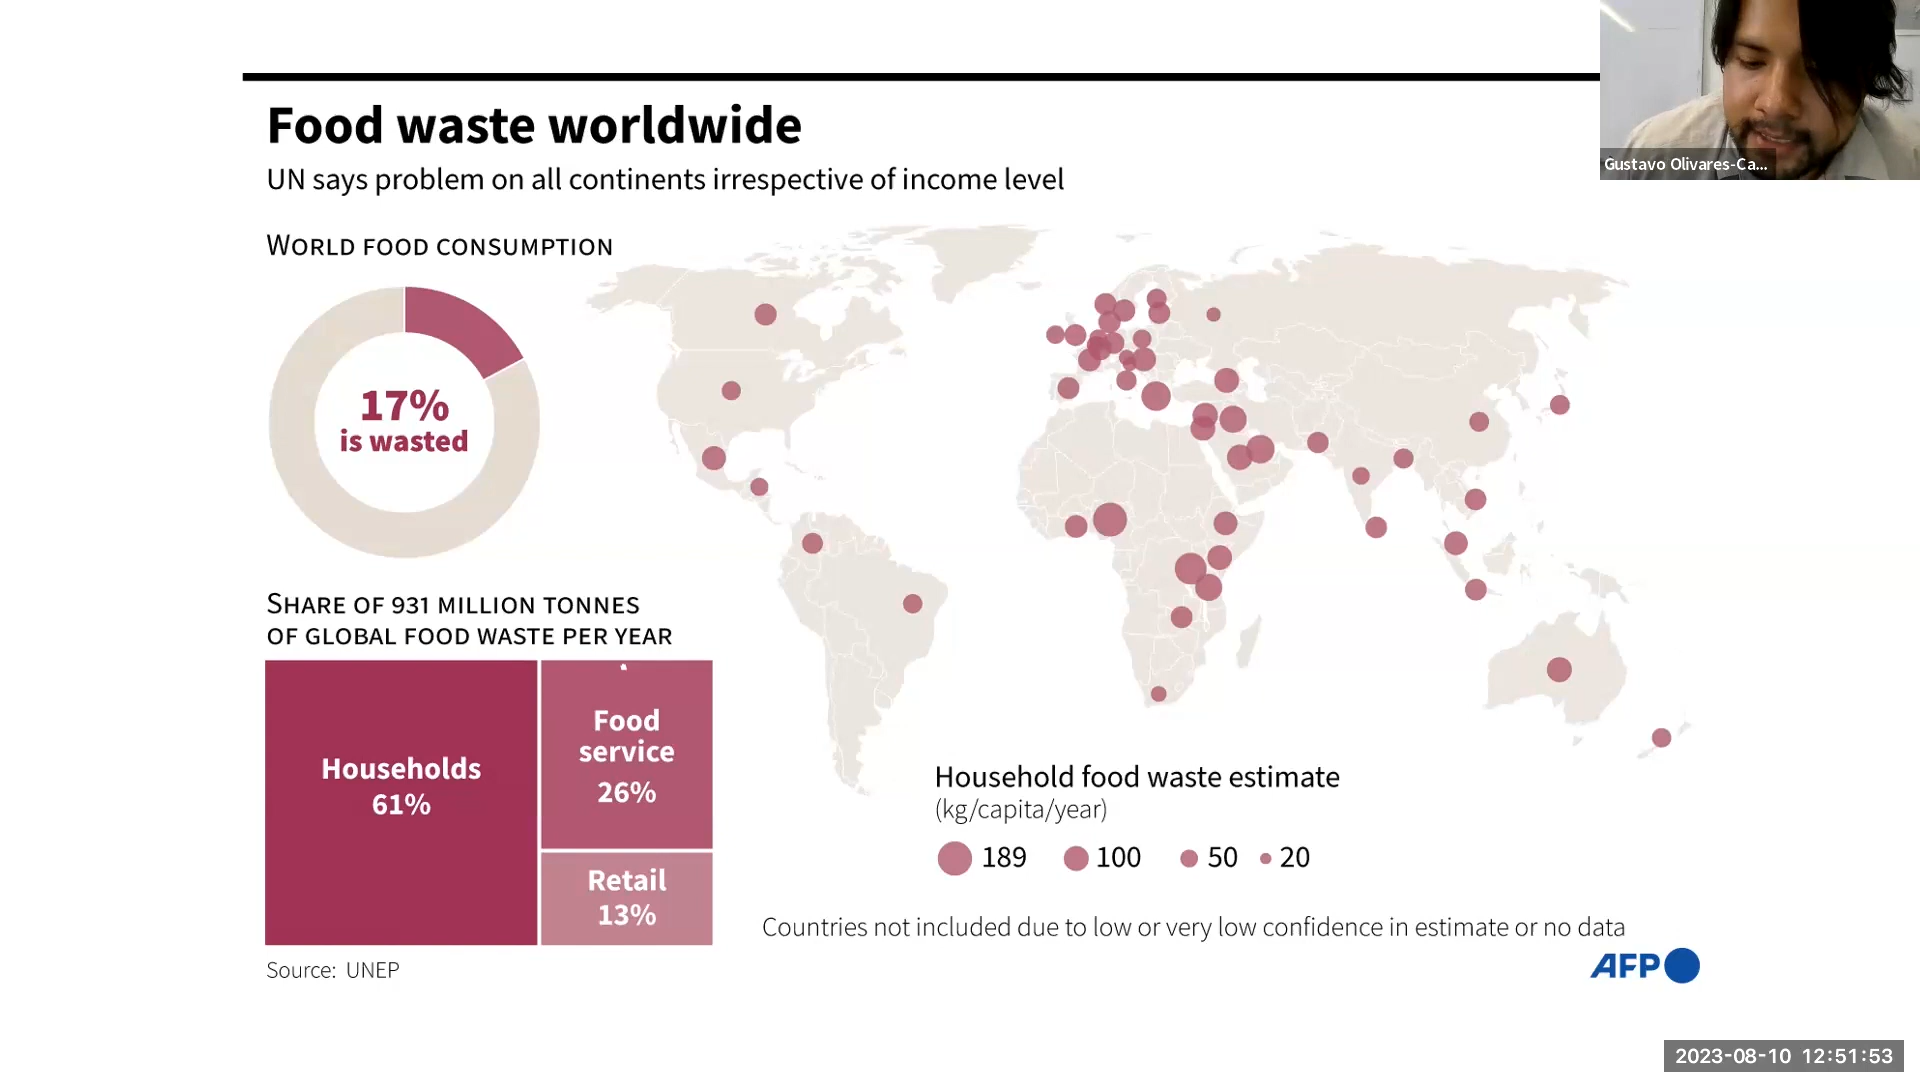 Food waste worldwide
UN says problem on all continents irrespective of income level
WORLD FOOD CONSUMPTION
17%
is wasted
SHARE OF 931 MILLION TONNES
OF GLOBAL FOOD WASTE PER YEAR
Households
61%
Food
service
26%
Retail
13%
Household food waste estimate
(kg/capita/year)
189 100 50 20
Countries not included due to low or very low confidence in estimate or no data
Source: UNEP
AFP
Gustavo Olivares-Ca...
2023-08-10 12:51:53